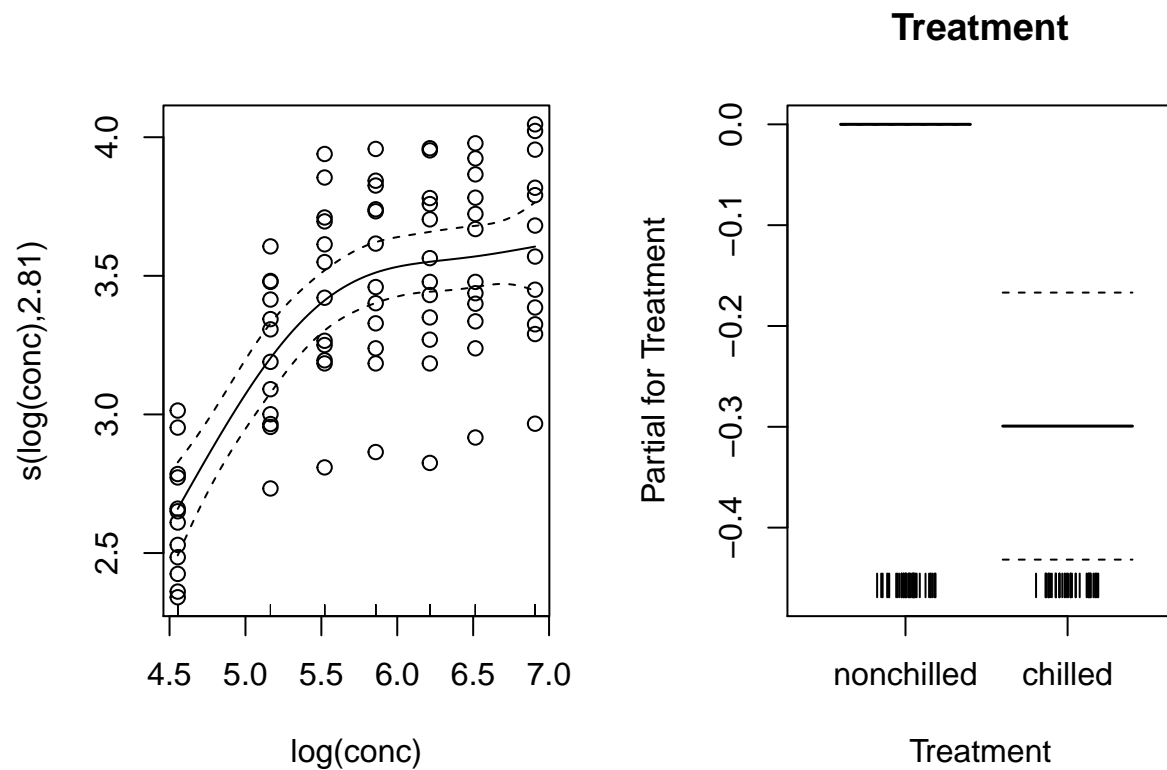 s(log(conc),2.81)
4.0
3.5
3.0
2.5
4.5 5.0 5.5 6.0 6.5 7.0
log(conc)
Treatment
Partial for Treatment
0.0
−0.1
−0.2
−0.3
−0.4
nonchilled chilled
Treatment